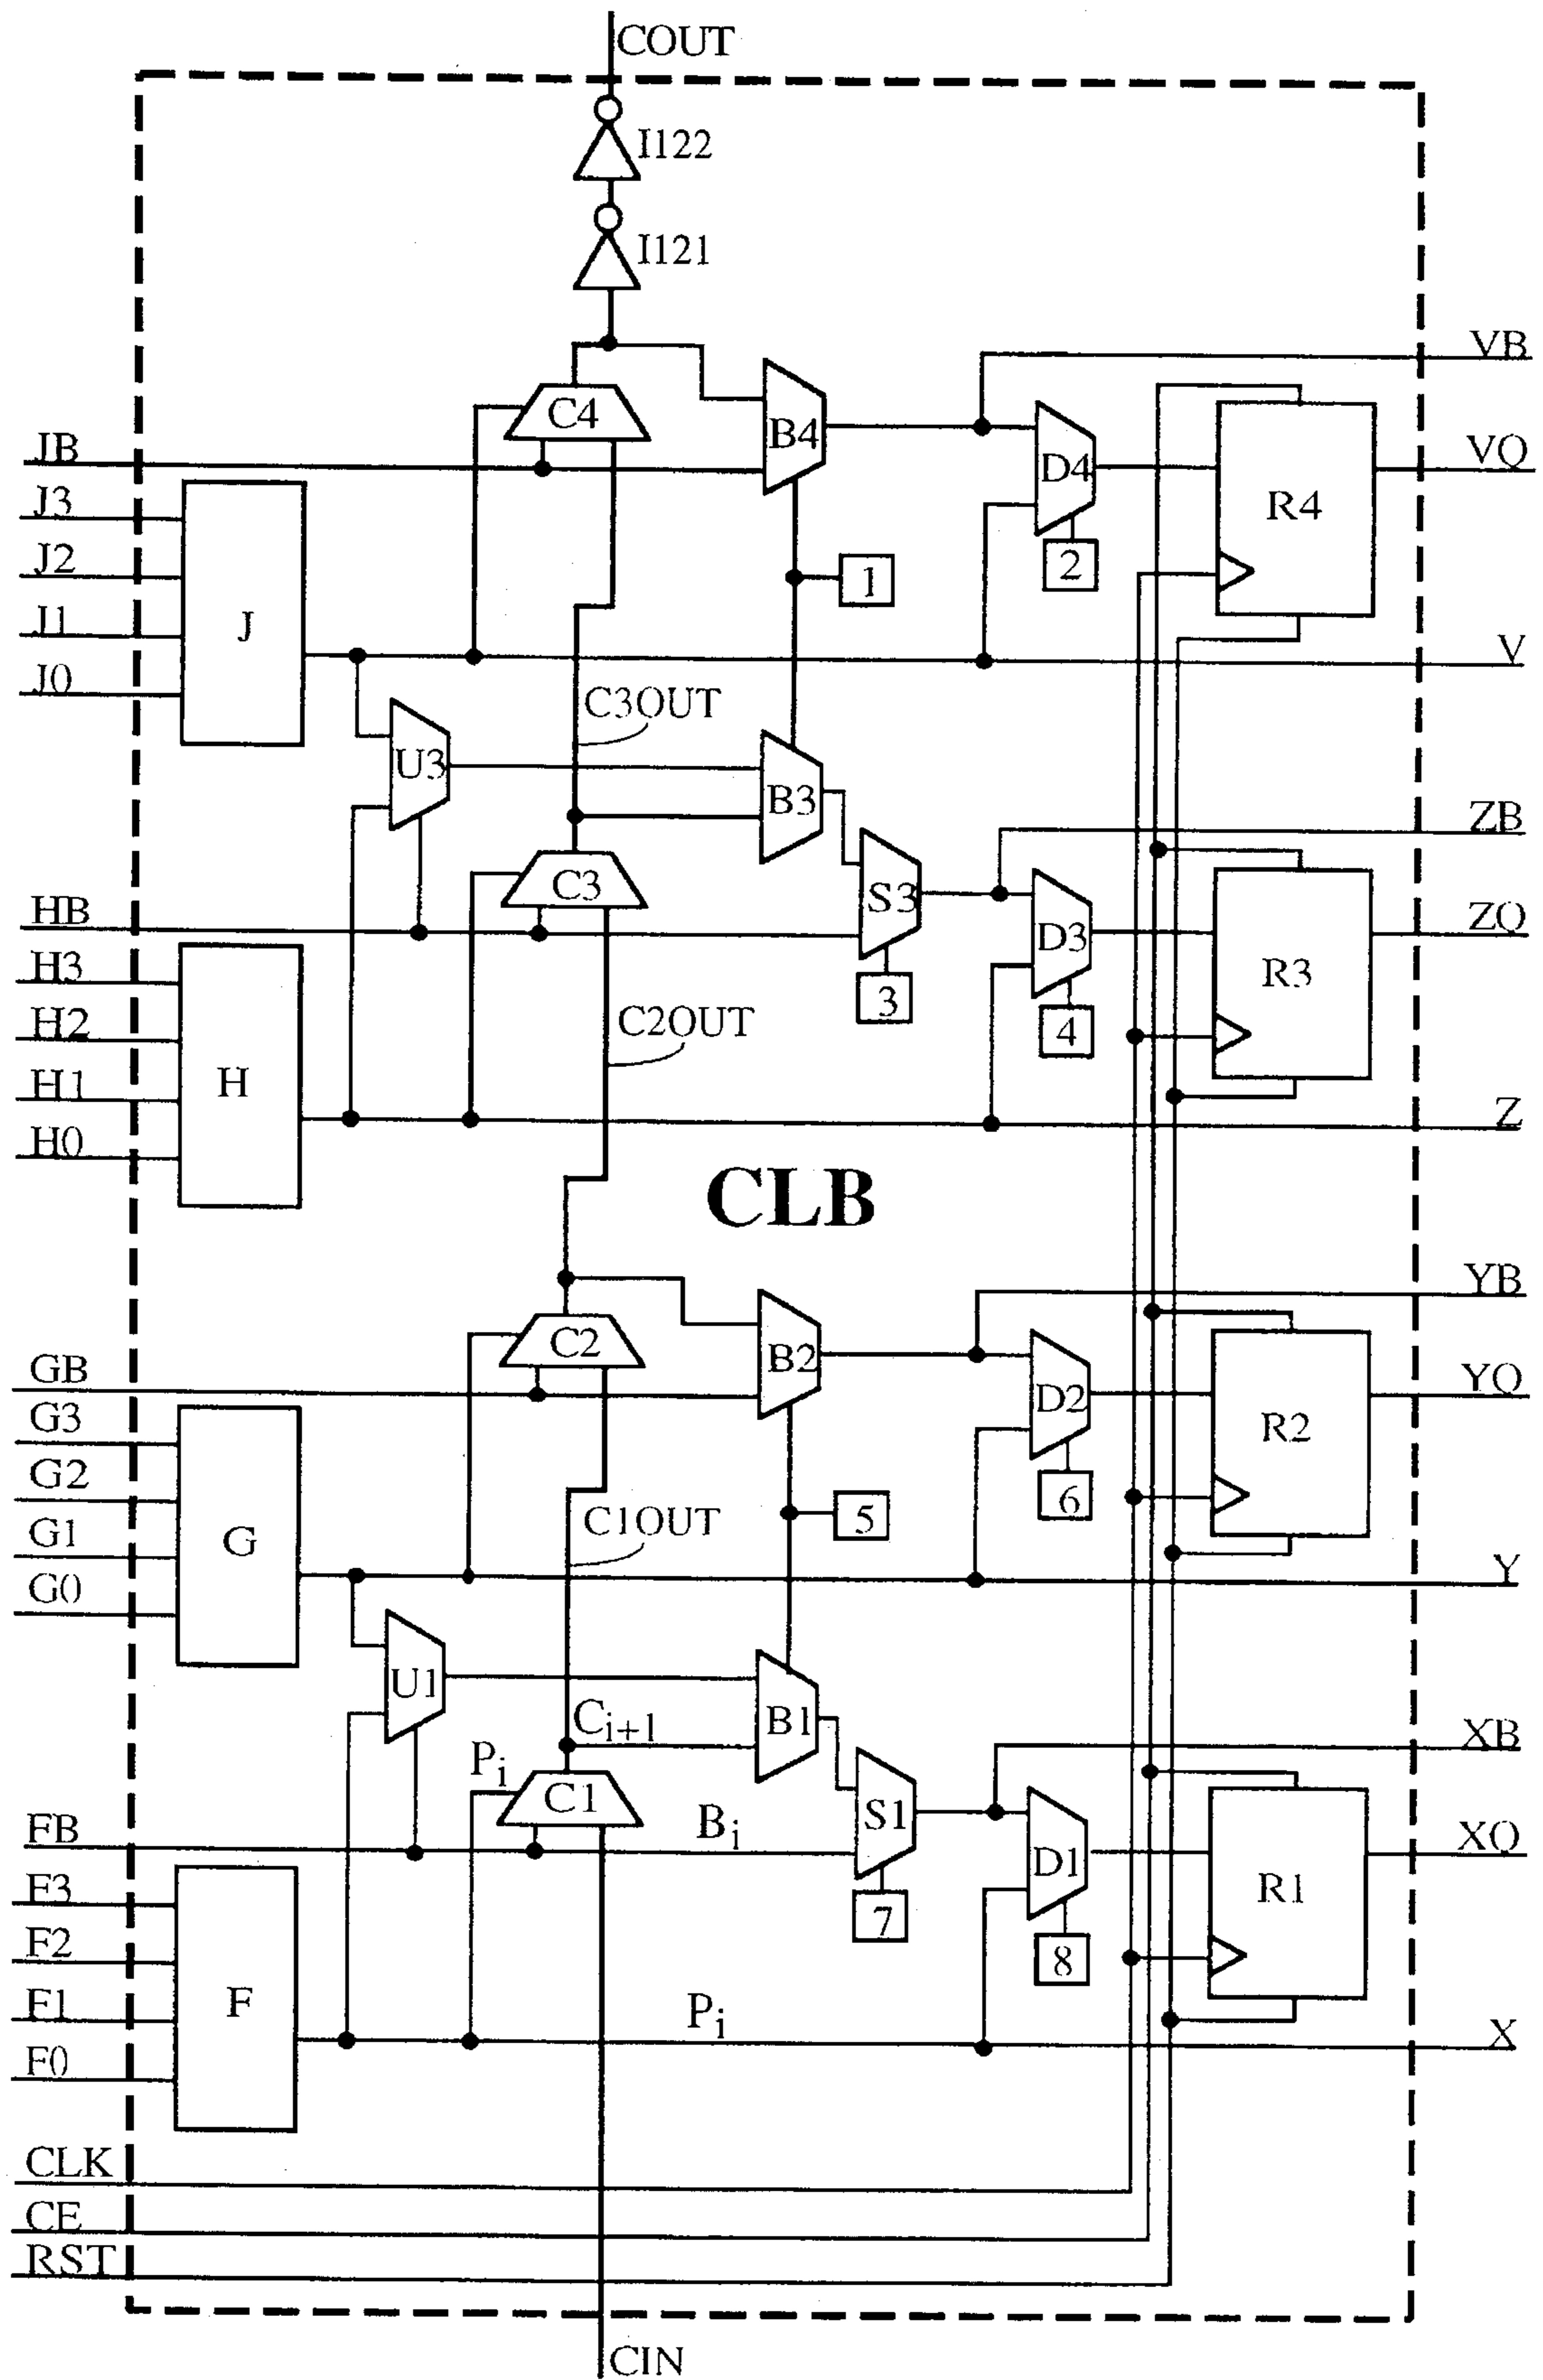 COUT
I122
I121
VB
C4
B4
JB
D4
VQ
J3
R4
J2
2
1
J1
J
V
J0
C3OUT
U3
B3
ZB
C3
S3
HB
D3
ZQ
H3
R3
3
H2
C2OUT
4
H1
H
Z
H0
CLB
YB
C2
B2
GB
D2
YQ
G3
R2
G2
6
C1OUT
5
G1
G
Y
G0
U1
Ci+1
B1
XB
Pi
C1
S1
FB
Bi
D1
XQ
F3
R1
7
F2
8
F1
F
Pi
X
F0
CLK
CE
RST
CIN